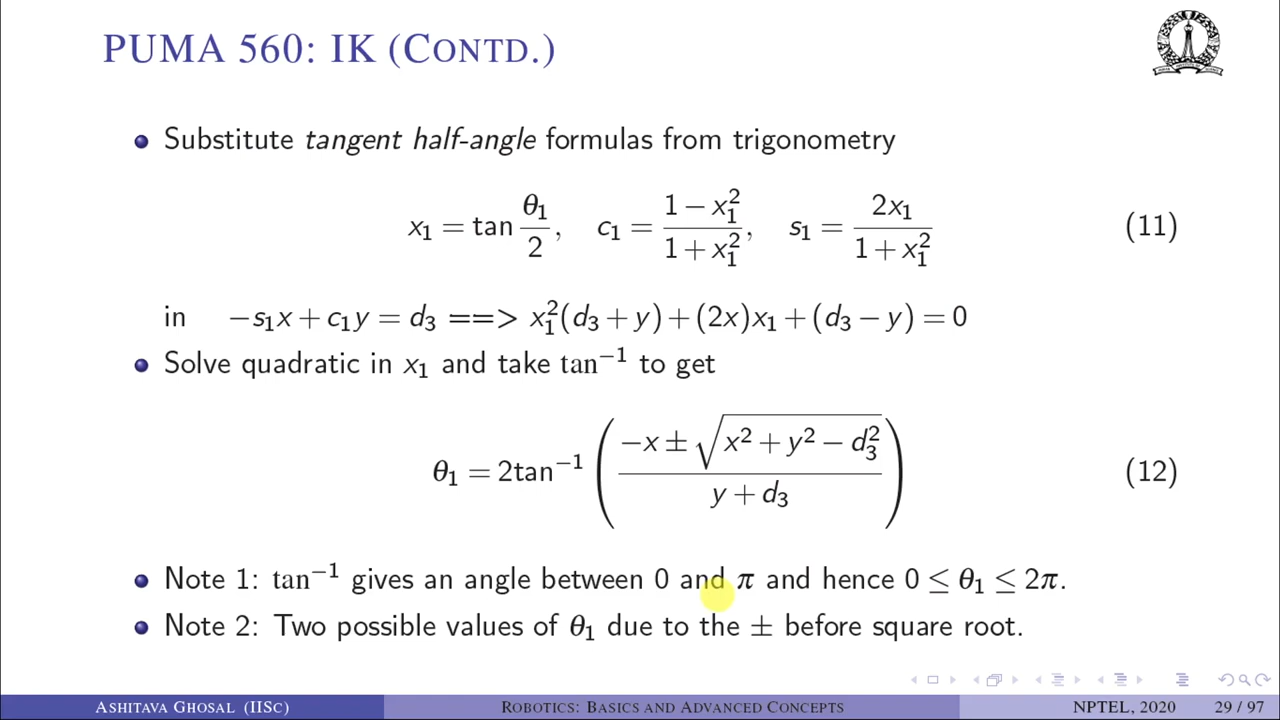 PUMA 560: IK (CONTD.)
Substitute tangent half-angle formulas from trigonometry
x₁ = tan θ₁/2, c₁ = (1 − x₁²)/(1 + x₁²), s₁ = 2x₁/(1 + x₁²) (11)
in −s₁x + c₁y = d₃ ==> x₁²(d₃ + y) + (2x)x₁ + (d₃ − y) = 0
Solve quadratic in x₁ and take tan⁻¹ to get
θ₁ = 2tan⁻¹ ((−x ± √(x² + y² − d₃²))/(y + d₃)) (12)
Note 1: tan⁻¹ gives an angle between 0 and π and hence 0 ≤ θ₁ ≤ 2π.
Note 2: Two possible values of θ₁ due to the ± before square root.
ASHITAVA GHOSAL (IISC) ROBOTICS: BASICS AND ADVANCED CONCEPTS NPTEL, 2020 29 / 97